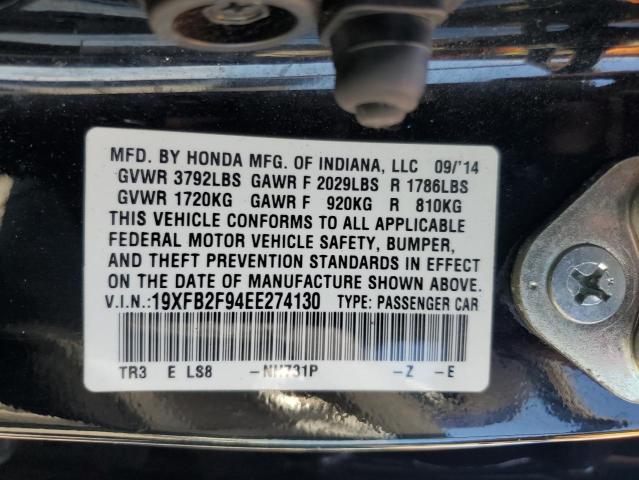 MFD. BY HONDA MFG. OF INDIANA, LLC 09/'14
GVWR 3792LBS GAWR F 2029LBS R 1786LBS
GVWR 1720KG GAWR F 920KG R 810KG
THIS VEHICLE CONFORMS TO ALL APPLICABLE
FEDERAL MOTOR VEHICLE SAFETY, BUMPER,
AND THEFT PREVENTION STANDARDS IN EFFECT
ON THE DATE OF MANUFACTURE SHOWN ABOVE.
V.I.N.:19XFB2F94EE274130 TYPE: PASSENGER CAR
TR3 E LS8 -NH731P -Z -E